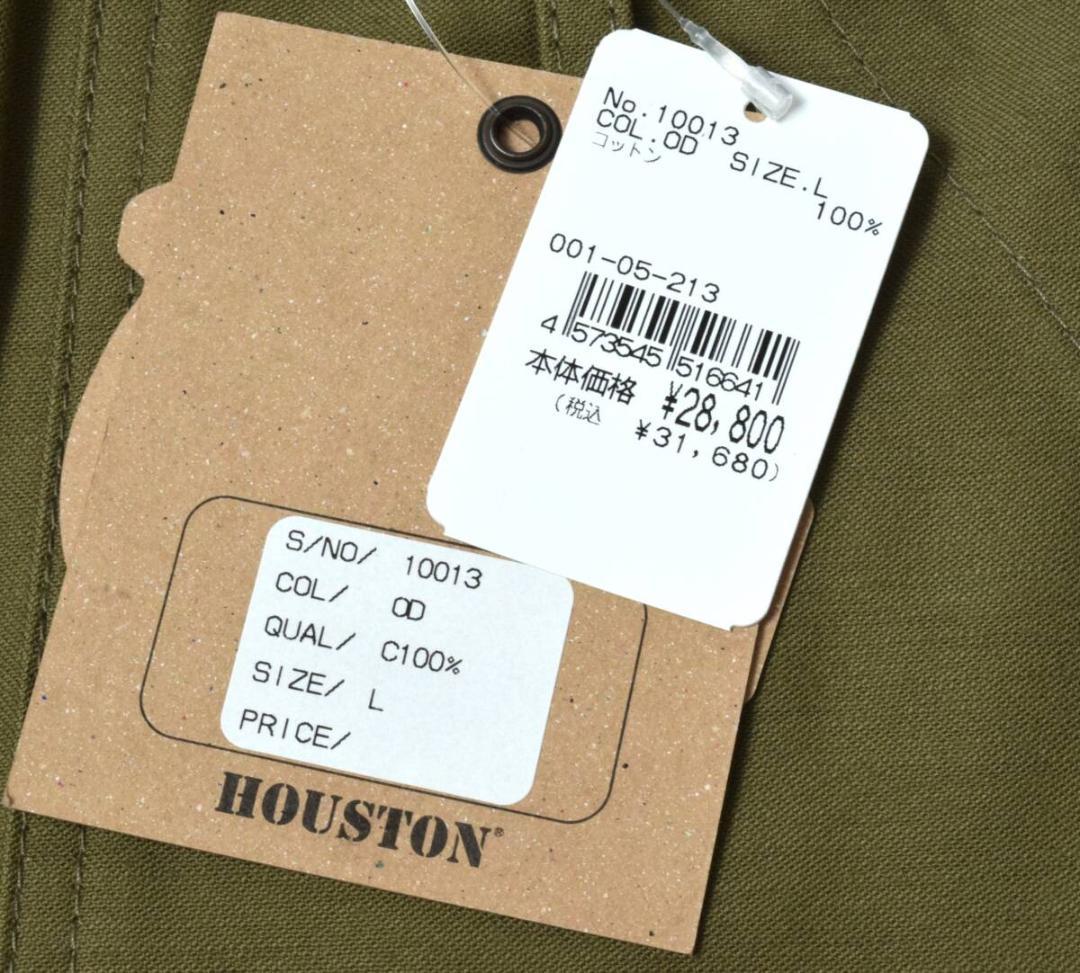 No.10013
COL.OD SIZE.L
コットン 100%
001-05-213
4 573545 516641
本体価格 ¥28,800
(税込 ¥31,680)
S/NO/ 10013
COL/ OD
QUAL/ C100%
SIZE/ L
PRICE/
HOUSTON®